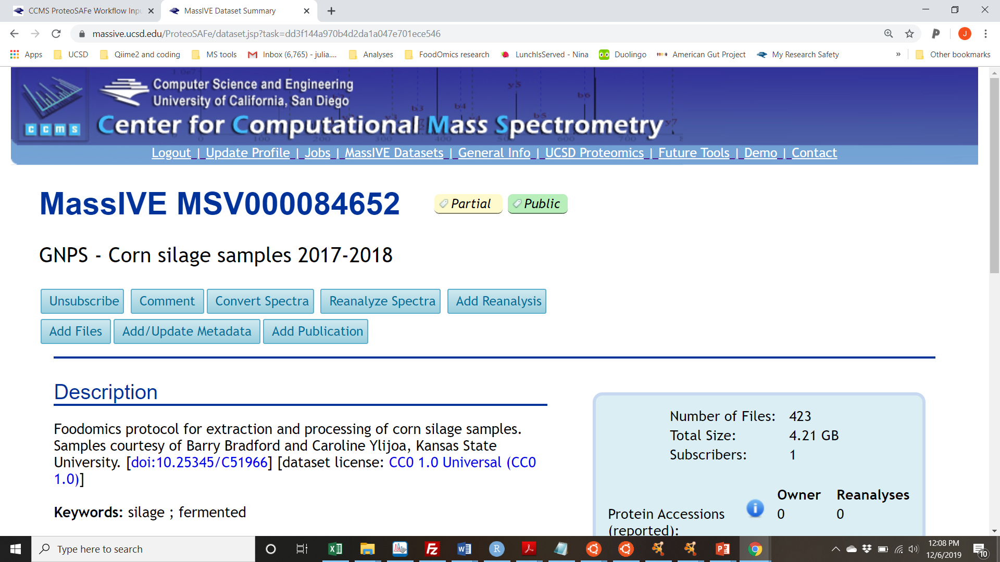 CCMS ProteoSAFe Workflow Inpu
MassIVE Dataset Summary
massive.ucsd.edu/ProteoSAFe/dataset.jsp?task=dd3f144a970b4d2da1a047e701ece546
Apps UCSD Qiime2 and coding MS tools Inbox (6,765) - julia.... Analyses FoodOmics research LunchIsServed - Nina Duolingo American Gut Project My Research Safety » Other bookmarks
Computer Science and Engineering
University of California, San Diego
ccms
Center for Computational Mass Spectrometry
Logout | Update Profile | Jobs | MassIVE Datasets | General Info | UCSD Proteomics | Future Tools | Demo | Contact
MassIVE MSV000084652
Partial
Public
GNPS - Corn silage samples 2017-2018
Unsubscribe Comment Convert Spectra Reanalyze Spectra Add Reanalysis
Add Files Add/Update Metadata Add Publication
Description
Foodomics protocol for extraction and processing of corn silage samples.
Samples courtesy of Barry Bradford and Caroline Ylijoa, Kansas State
University. [doi:10.25345/C51966] [dataset license: CC0 1.0 Universal (CC0
1.0)]
Keywords: silage ; fermented
Number of Files: 423
Total Size: 4.21 GB
Subscribers: 1
Owner Reanalyses
Protein Accessions 0 0
(reported):
Type here to search
12:08 PM
12/6/2019
10